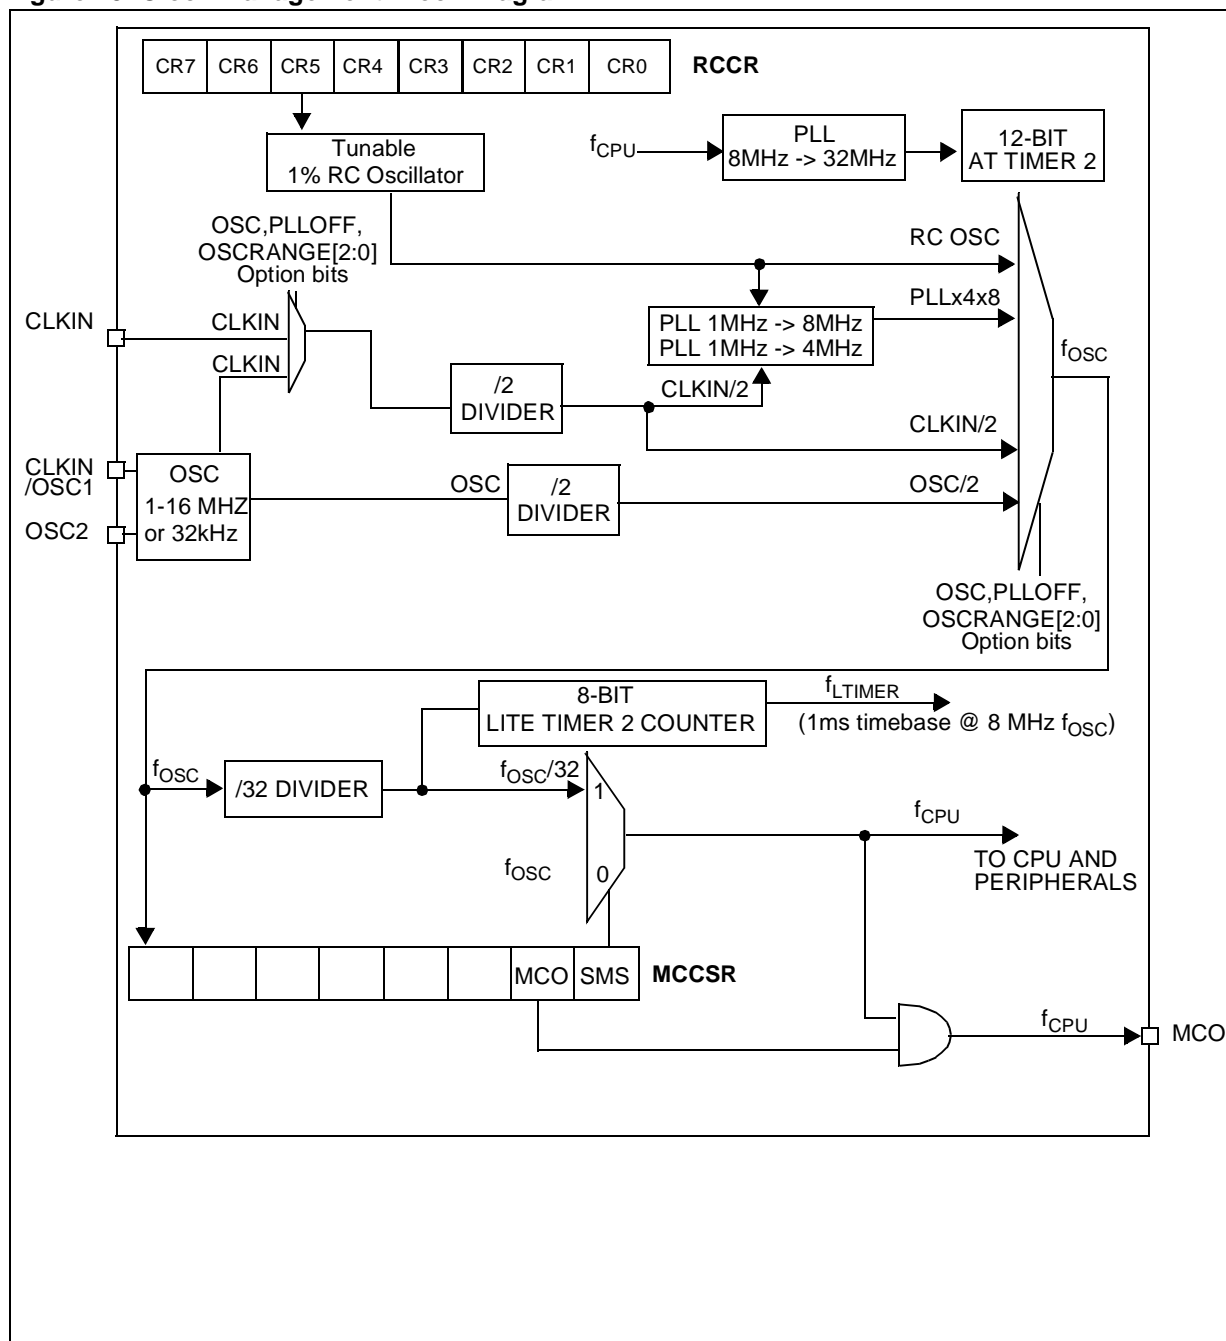 CR7 CR6 CR5 CR4 CR3 CR2 CR1 CR0 RCCR
Tunable
1% RC Oscillator
fCPU
PLL
8MHz -> 32MHz
12-BIT
AT TIMER 2
OSC,PLLOFF,
OSCRANGE[2:0]
Option bits
RC OSC
PLLx4x8
CLKIN
CLKIN
CLKIN
PLL 1MHz -> 8MHz
PLL 1MHz -> 4MHz
fOSC
/2
DIVIDER
CLKIN/2
CLKIN/2
CLKIN
/OSC1
OSC2
OSC
1-16 MHZ
or 32kHz
OSC
/2
DIVIDER
OSC/2
OSC,PLLOFF,
OSCRANGE[2:0]
Option bits
8-BIT
LITE TIMER 2 COUNTER
fLTIMER
(1ms timebase @ 8 MHz fOSC)
fOSC
/32 DIVIDER
fOSC/32
1
fOSC
0
fCPU
TO CPU AND
PERIPHERALS
MCO SMS MCCSR
fCPU
MCO